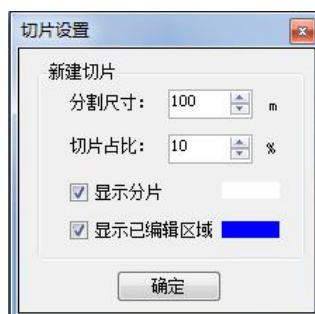 切片设置
新建切片
分割尺寸： 100 m
切片占比： 10 %
显示分片
显示已编辑区域
确定